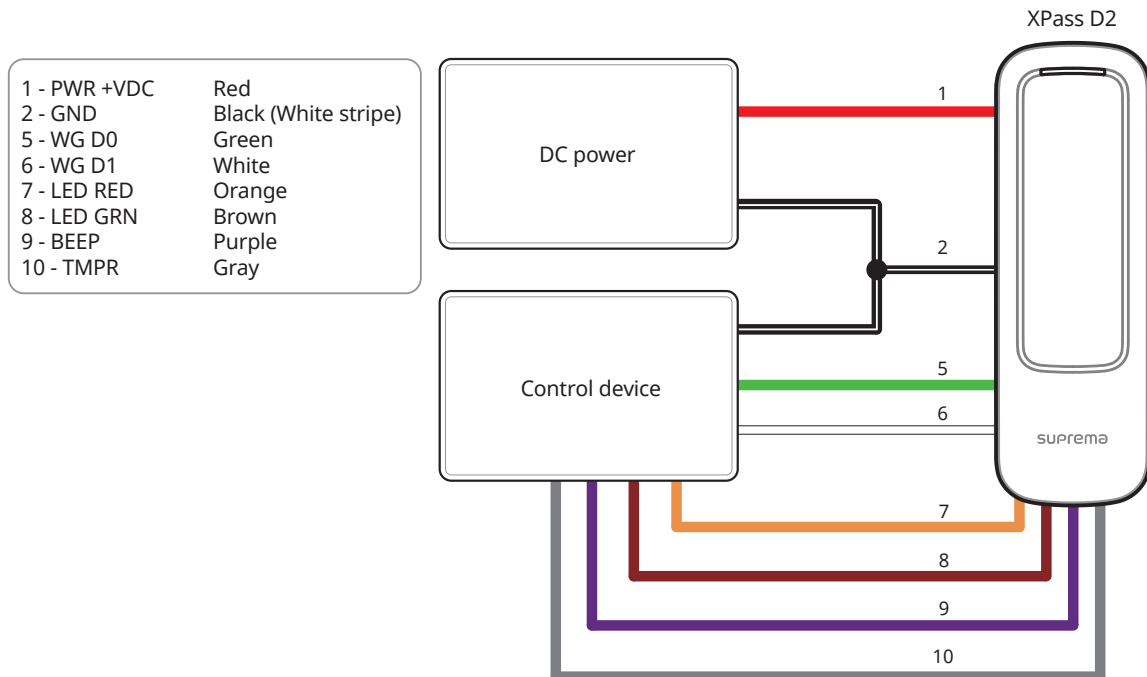 XPass D2
1 - PWR +VDC Red
2 - GND Black (White stripe)
5 - WG D0 Green
6 - WG D1 White
7 - LED RED Orange
8 - LED GRN Brown
9 - BEEP Purple
10 - TMPR Gray
DC power
1
2
Control device
5
6
suprema
7
8
9
10